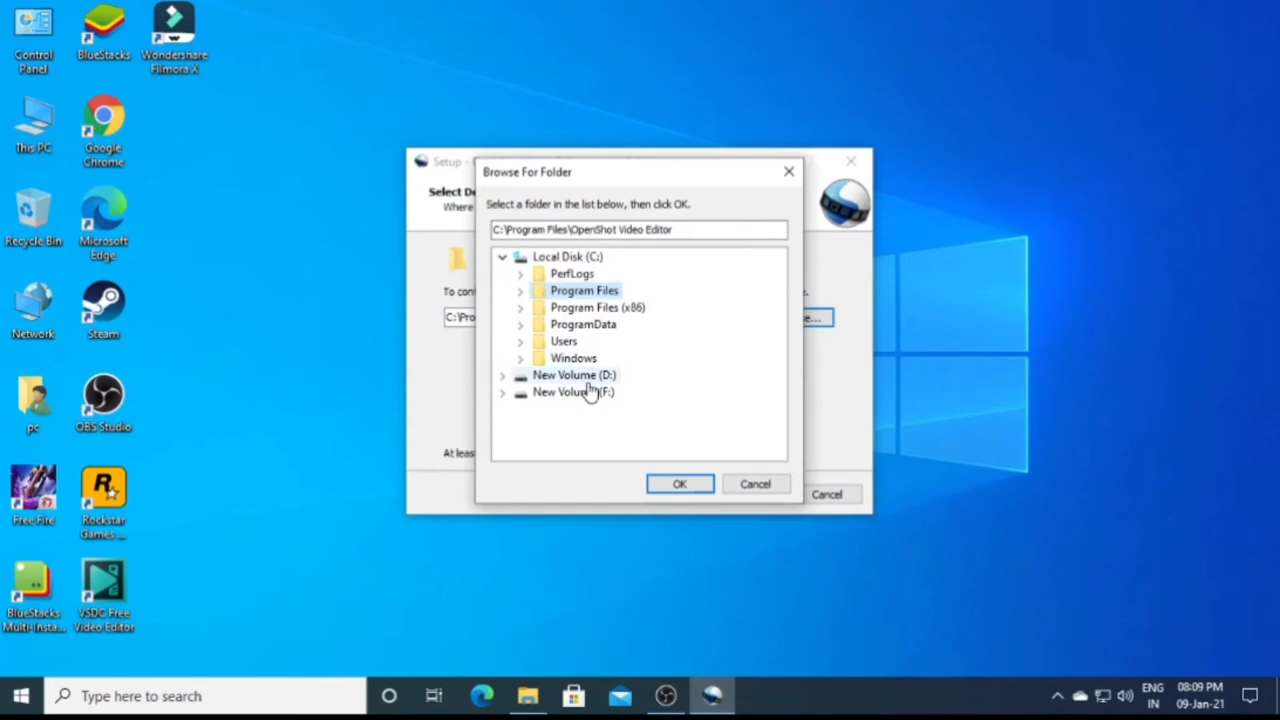 Control
Panel
BlueStacks
Wondershare
Filmora X
This PC
Google
Chrome
Recycle Bin
Microsoft
Edge
Network
Steam
pc
OBS Studio
Free Fire
Rockstar
Games ...
BlueStacks
Multi-Insta...
VSDC Free
Video Editor
Setup -
Select De
Where
To con
C:\Pro
e...
At leas
Cancel
Browse For Folder
Select a folder in the list below, then click OK.
C:\Program Files\OpenShot Video Editor
Local Disk (C:)
PerfLogs
Program Files
Program Files (x86)
ProgramData
Users
Windows
New Volume (D:)
New Volume (F:)
OK
Cancel
Type here to search
ENG
IN
08:09 PM
09-Jan-21